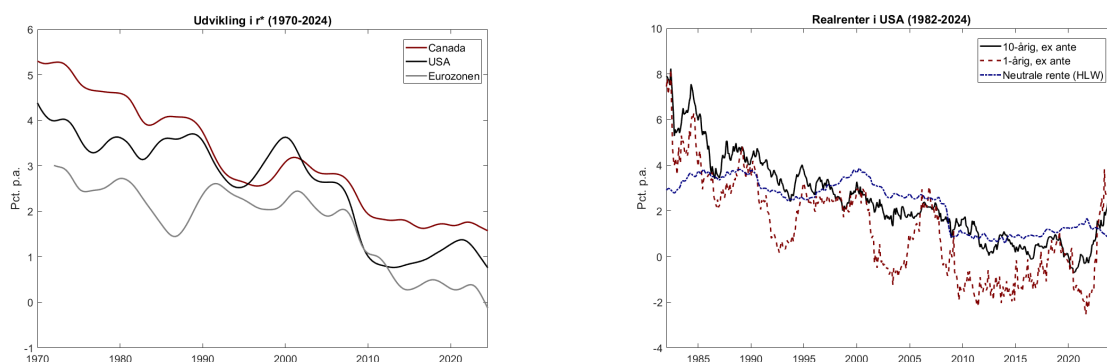 Udvikling i r* (1970-2024)
Pct. p.a.
6
5
4
3
2
1
0
-1
1970 1980 1990 2000 2010 2020
Canada
USA
Eurozonen
Realrenter i USA (1982-2024)
Pct. p.a.
10
8
6
4
2
0
-2
-4
1985 1990 1995 2000 2005 2010 2015 2020
10-årig, ex ante
1-årig, ex ante
Neutrale rente (HLW)